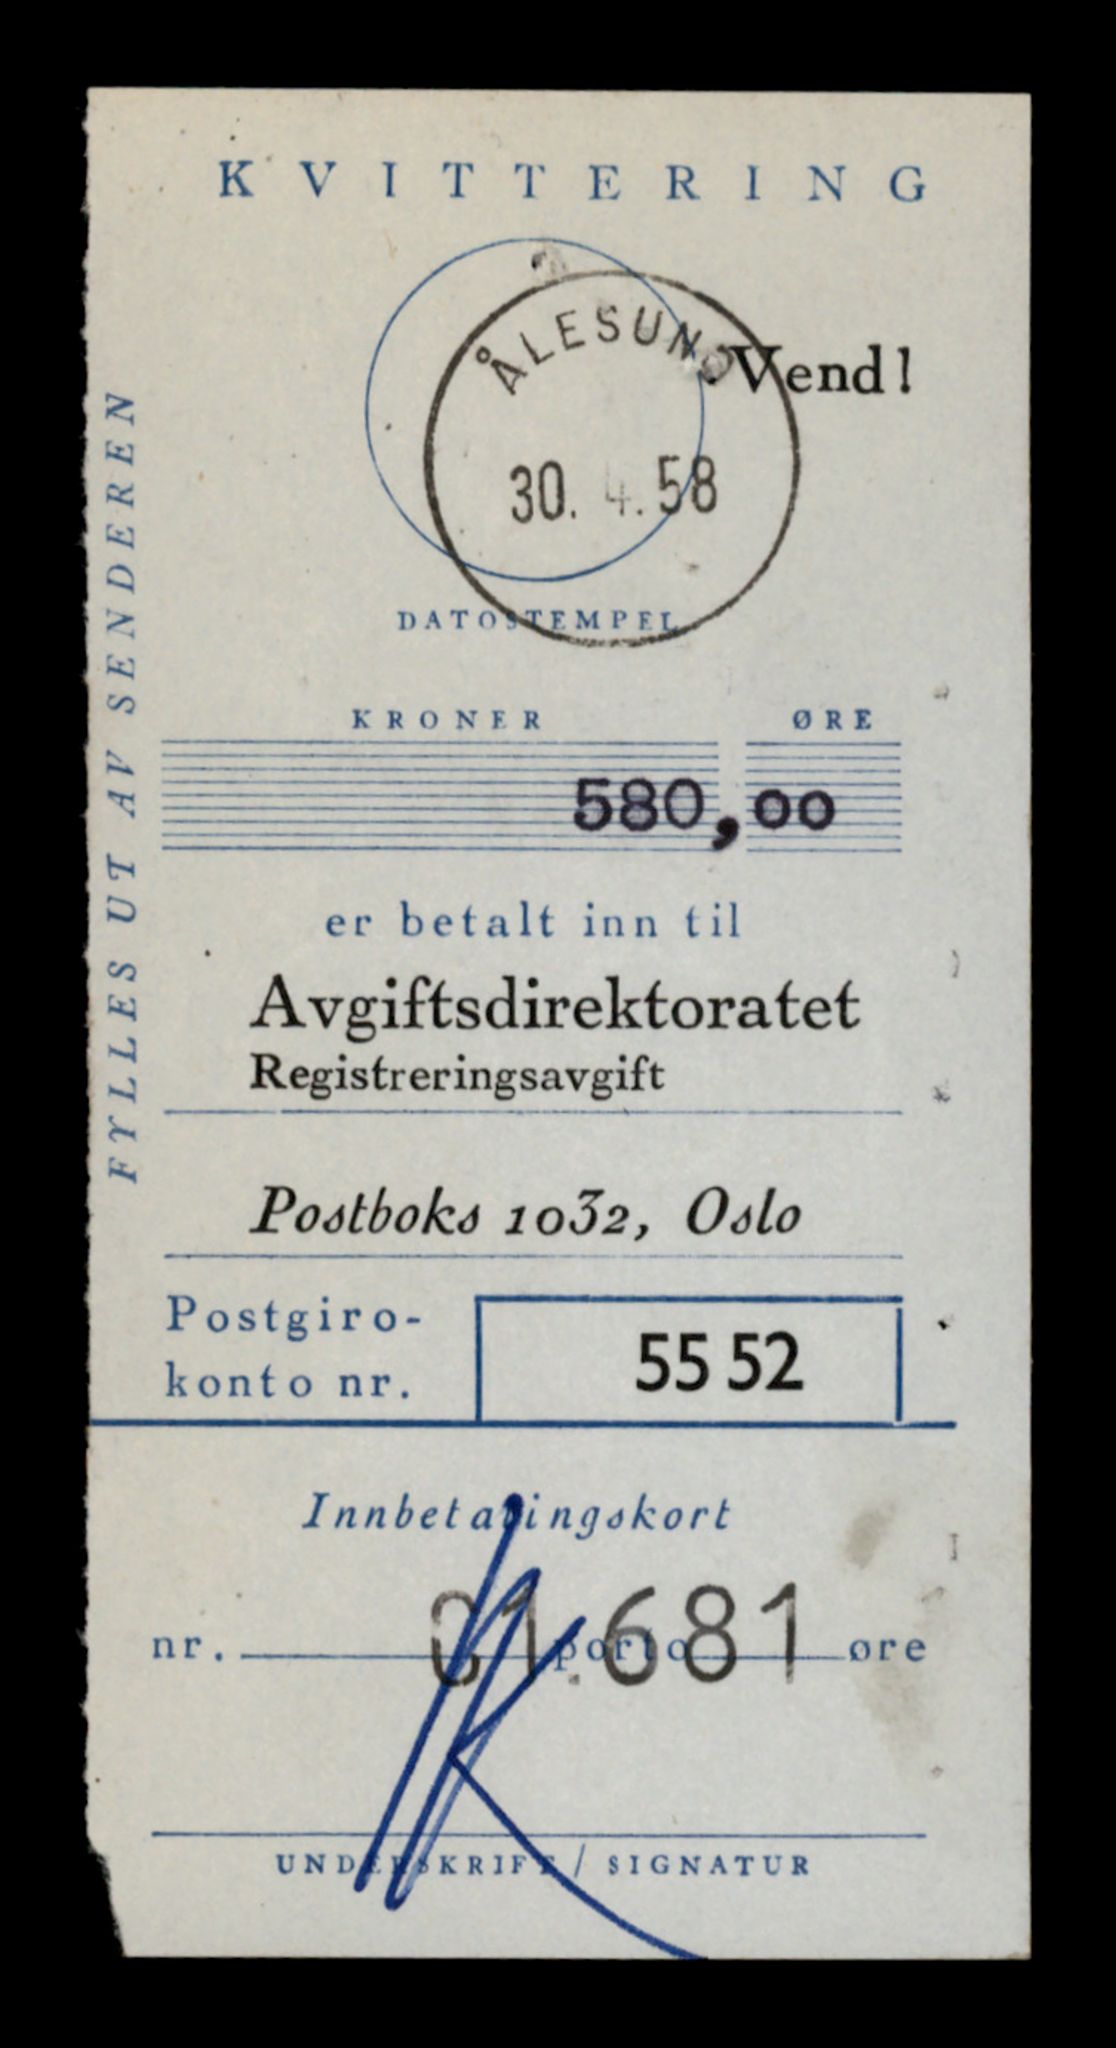 KVITTERING
ÅLESUND
Vend!
30. 4. 58
DATOSTEMPEL
FYLLES UT AV SENDEREN
KRONER ØRE
580,00
er betalt inn til
Avgiftsdirektoratet
Registreringsavgift
Postboks 1032, Oslo
Postgiro-
konto nr.
55 52
Innbetalingskort
01.681
nr. porto øre
UNDERSKRIFT / SIGNATUR